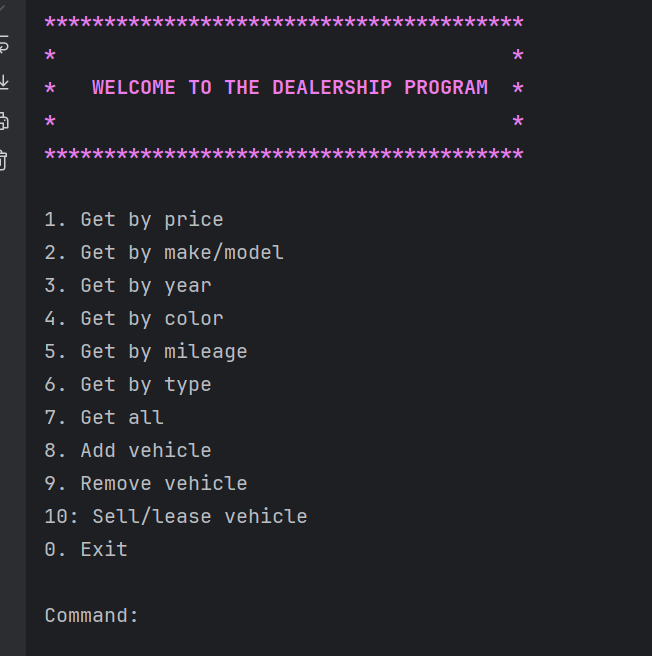 ****************************************
*                                      *
*   WELCOME TO THE DEALERSHIP PROGRAM  *
*                                      *
****************************************
1. Get by price
2. Get by make/model
3. Get by year
4. Get by color
5. Get by mileage
6. Get by type
7. Get all
8. Add vehicle
9. Remove vehicle
10: Sell/lease vehicle
0. Exit
Command: